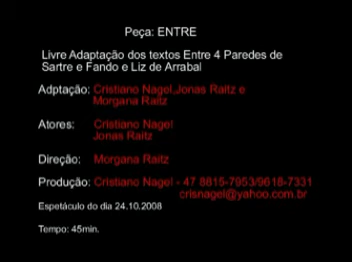 Peça: ENTRE
Livre Adaptação dos textos Entre 4 Paredes de
Sartre e Fando e Liz de Arrabal
Adptação: Cristiano Nagel,Jonas Raitz e
Morgana Raitz
Atores: Cristiano Nagel
Jonas Raitz
Direção: Morgana Raitz
Produção: Cristiano Nagel - 47 8815-7953/9618-7331
crisnagel@yahoo.com.br
Espetáculo do dia 24.10.2008
Tempo: 45min.